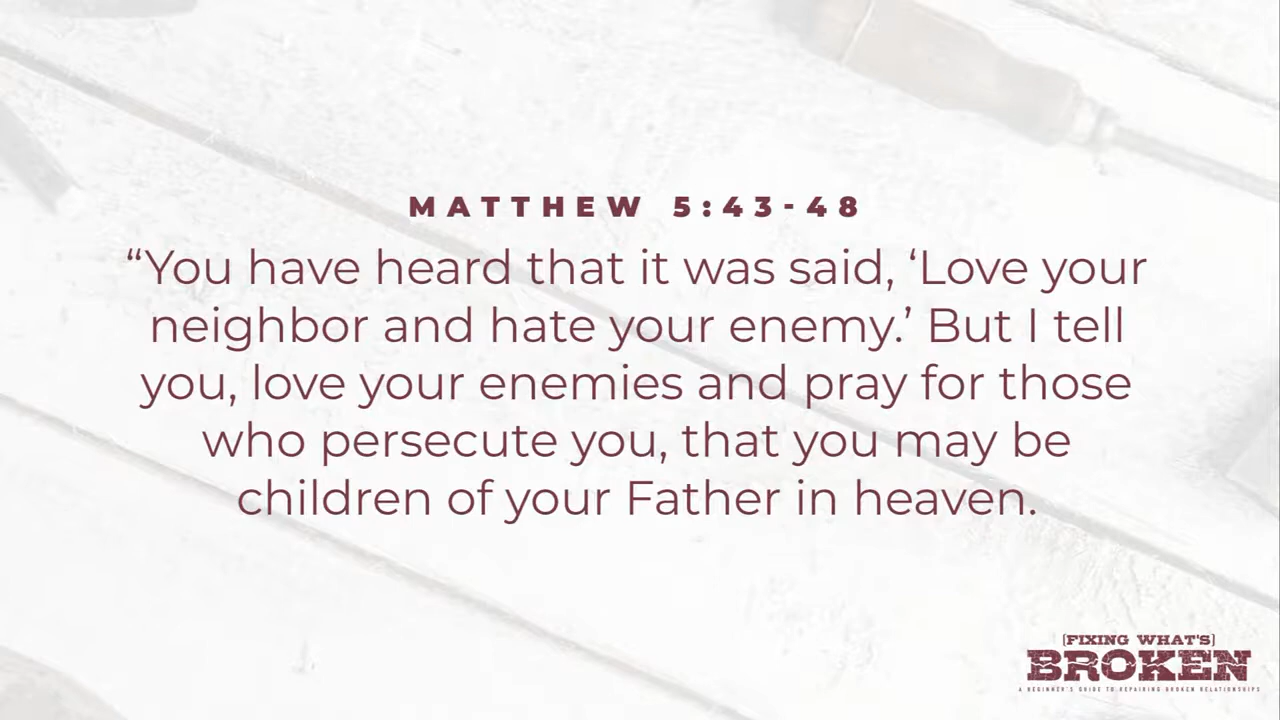 MATTHEW 5:43-48
“You have heard that it was said, ‘Love your
neighbor and hate your enemy.’ But I tell
you, love your enemies and pray for those
who persecute you, that you may be
children of your Father in heaven.
[FIXING WHAT'S]
BROKEN
A BEGINNER'S GUIDE TO REPAIRING BROKEN RELATIONSHIPS